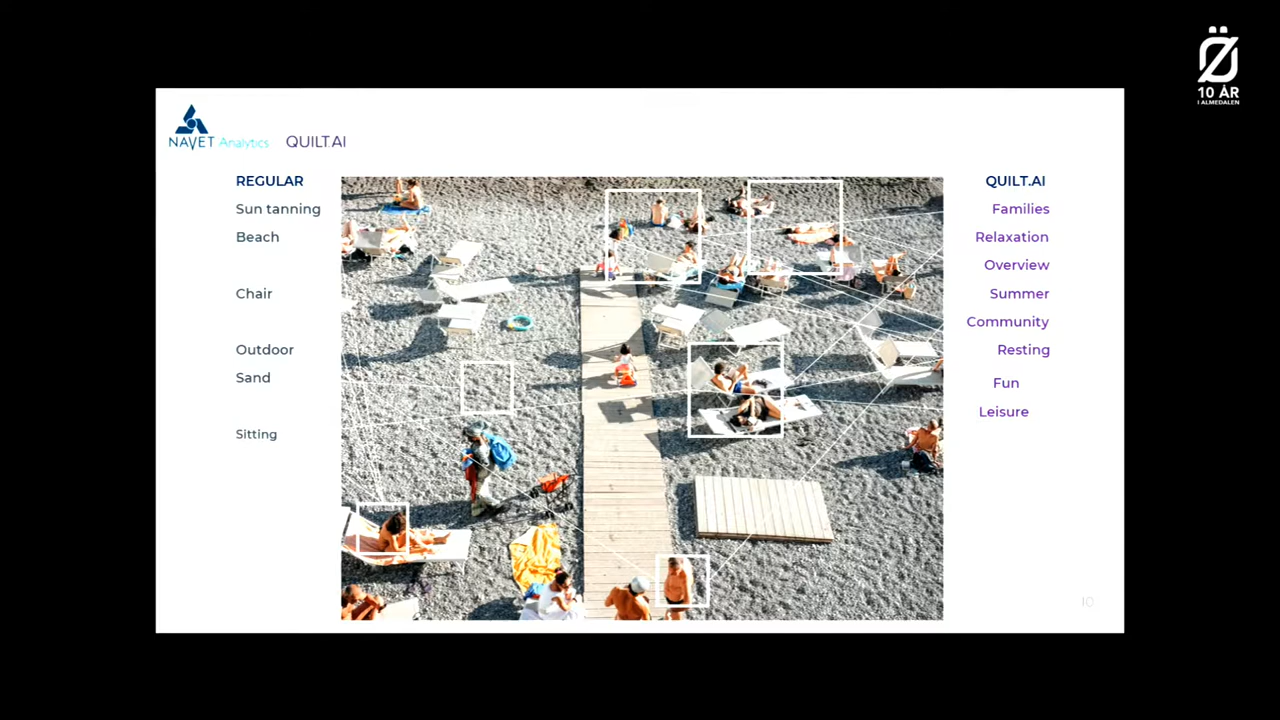 Ö
10 ÅR
I ALMEDALEN
NAVET Analytics
QUILT.AI
REGULAR
Sun tanning
Beach
Chair
Outdoor
Sand
Sitting
QUILT.AI
Families
Relaxation
Overview
Summer
Community
Resting
Fun
Leisure
10